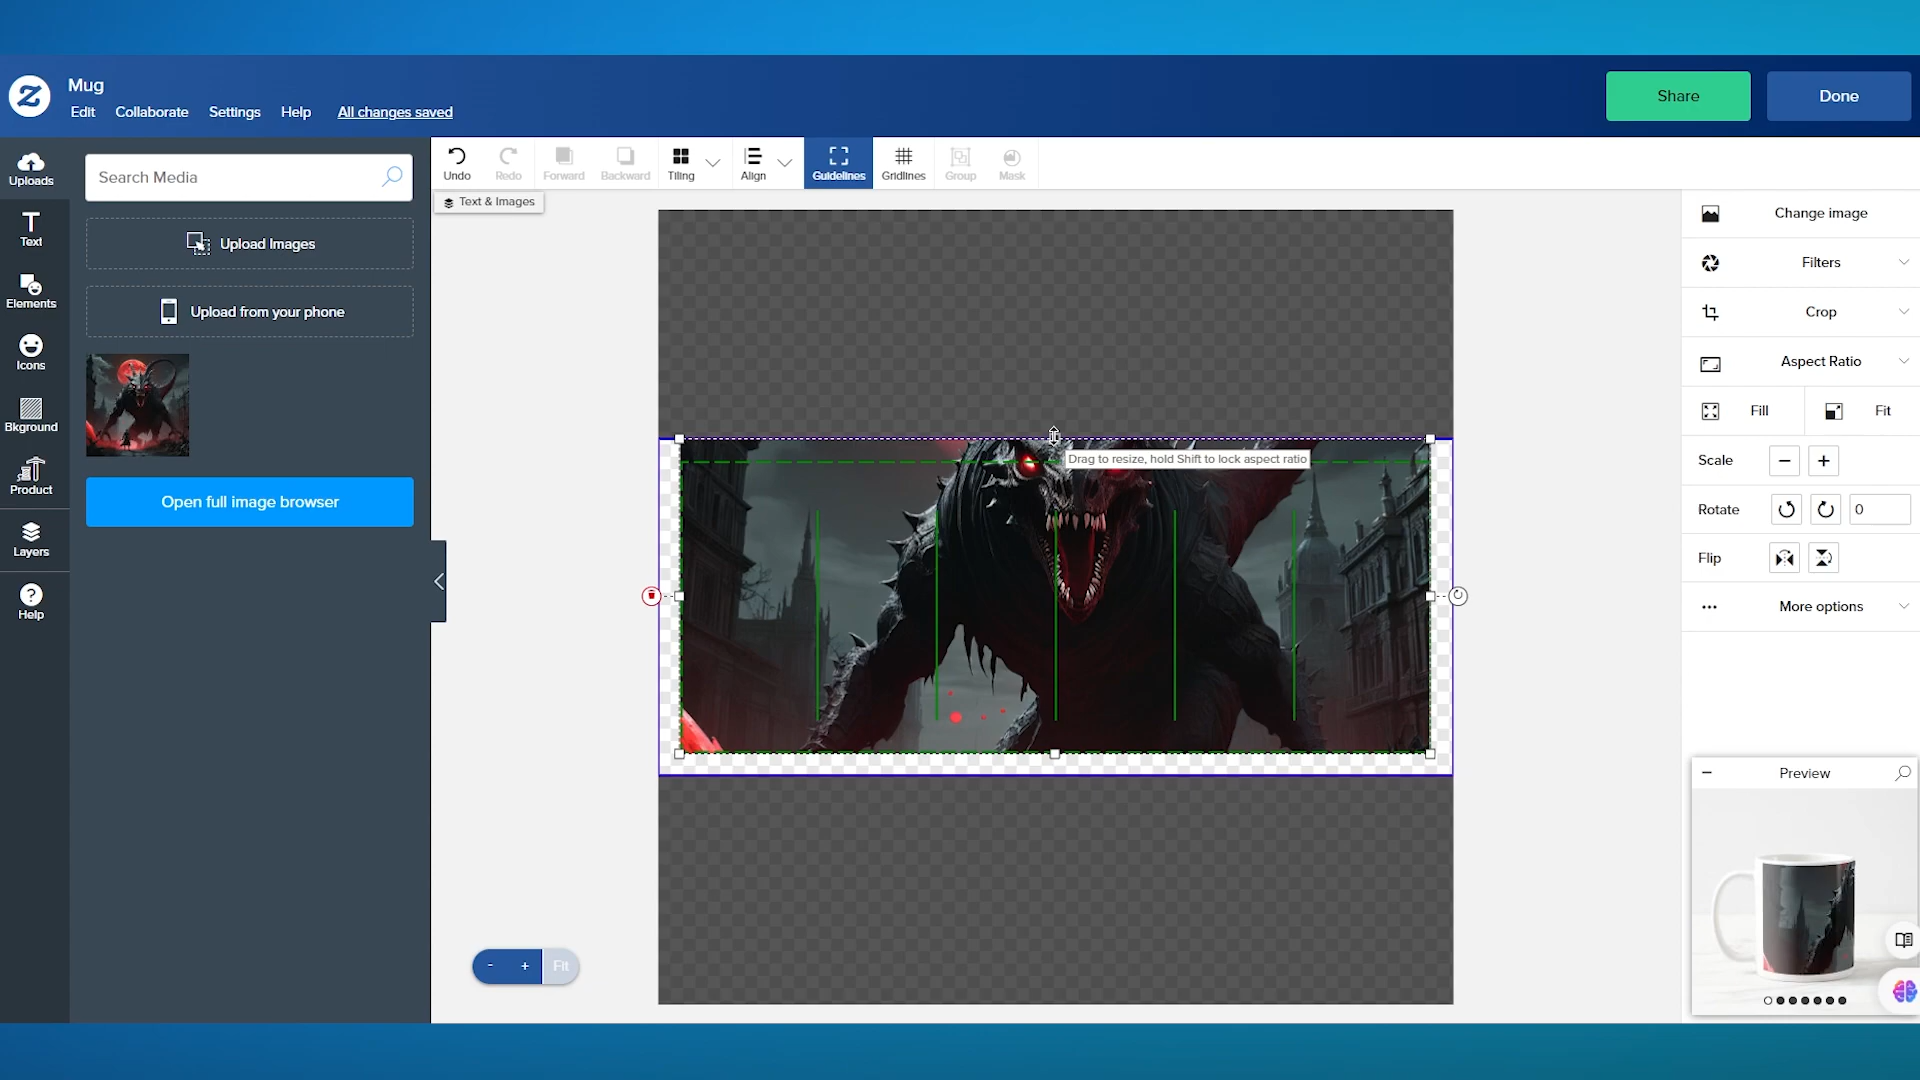 Mug
Edit Collaborate Settings Help All changes saved
Share Done
Uploads
Text
Elements
Icons
Bkground
Product
Layers
Help
Search Media
Upload Images
Upload from your phone
Open full image browser
Undo Redo Forward Backward Tiling Align Guidelines Gridlines Group Mask
Text & Images
Drag to resize, hold Shift to lock aspect ratio
- + Fit
Change image
Filters
Crop
Aspect Ratio
Fill Fit
Scale
Rotate 0
Flip
More options
Preview